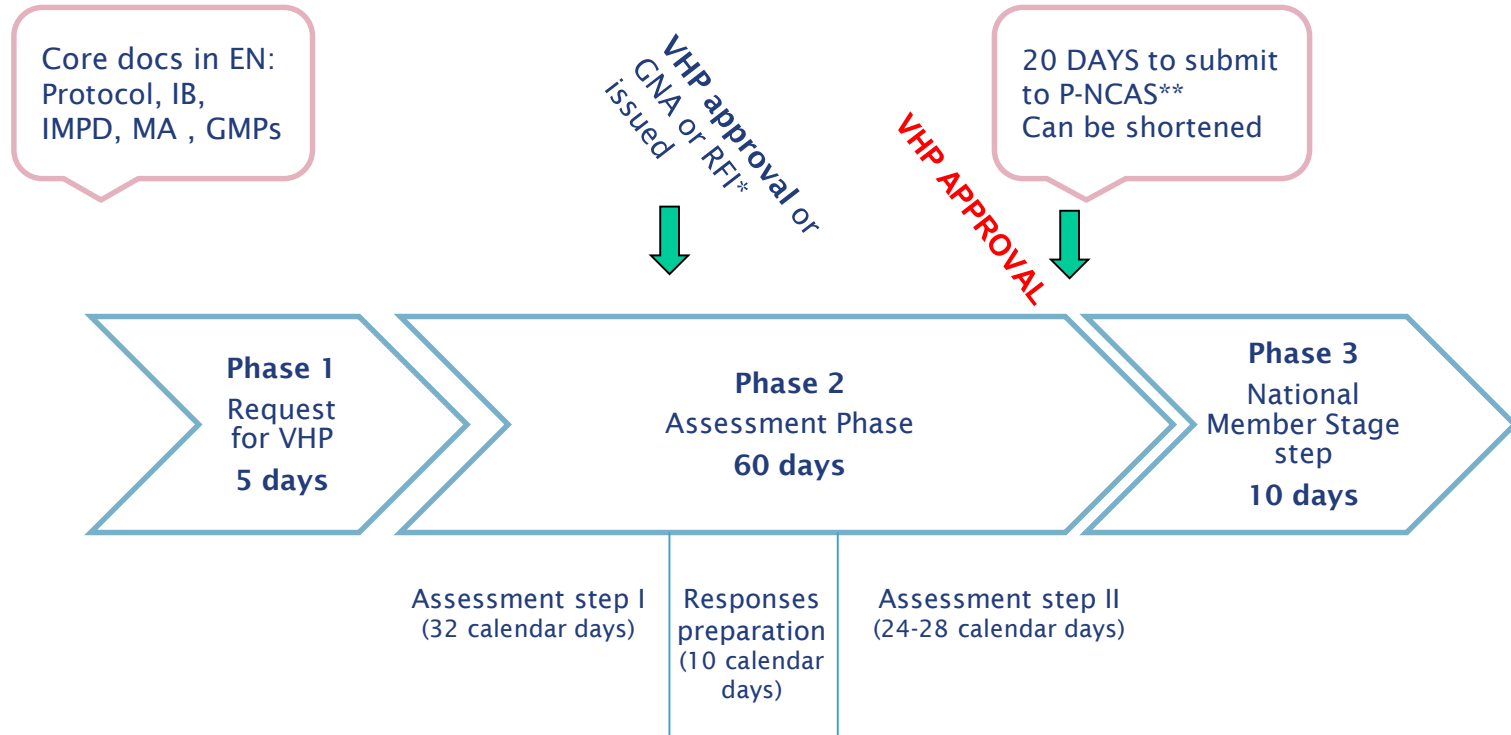 Core docs in EN:
Protocol, IB,
IMPD, MA , GMPs
VHP approval or
GNA or RFI*
issued
VHP APPROVAL
20 DAYS to submit
to P-NCAS**
Can be shortened
Phase 1
Request
for VHP
5 days
Phase 2
Assessment Phase
60 days
Phase 3
National
Member Stage
step
10 days
Assessment step I
(32 calendar days)
Responses
preparation
(10 calendar
days)
Assessment step II
(24-28 calendar days)